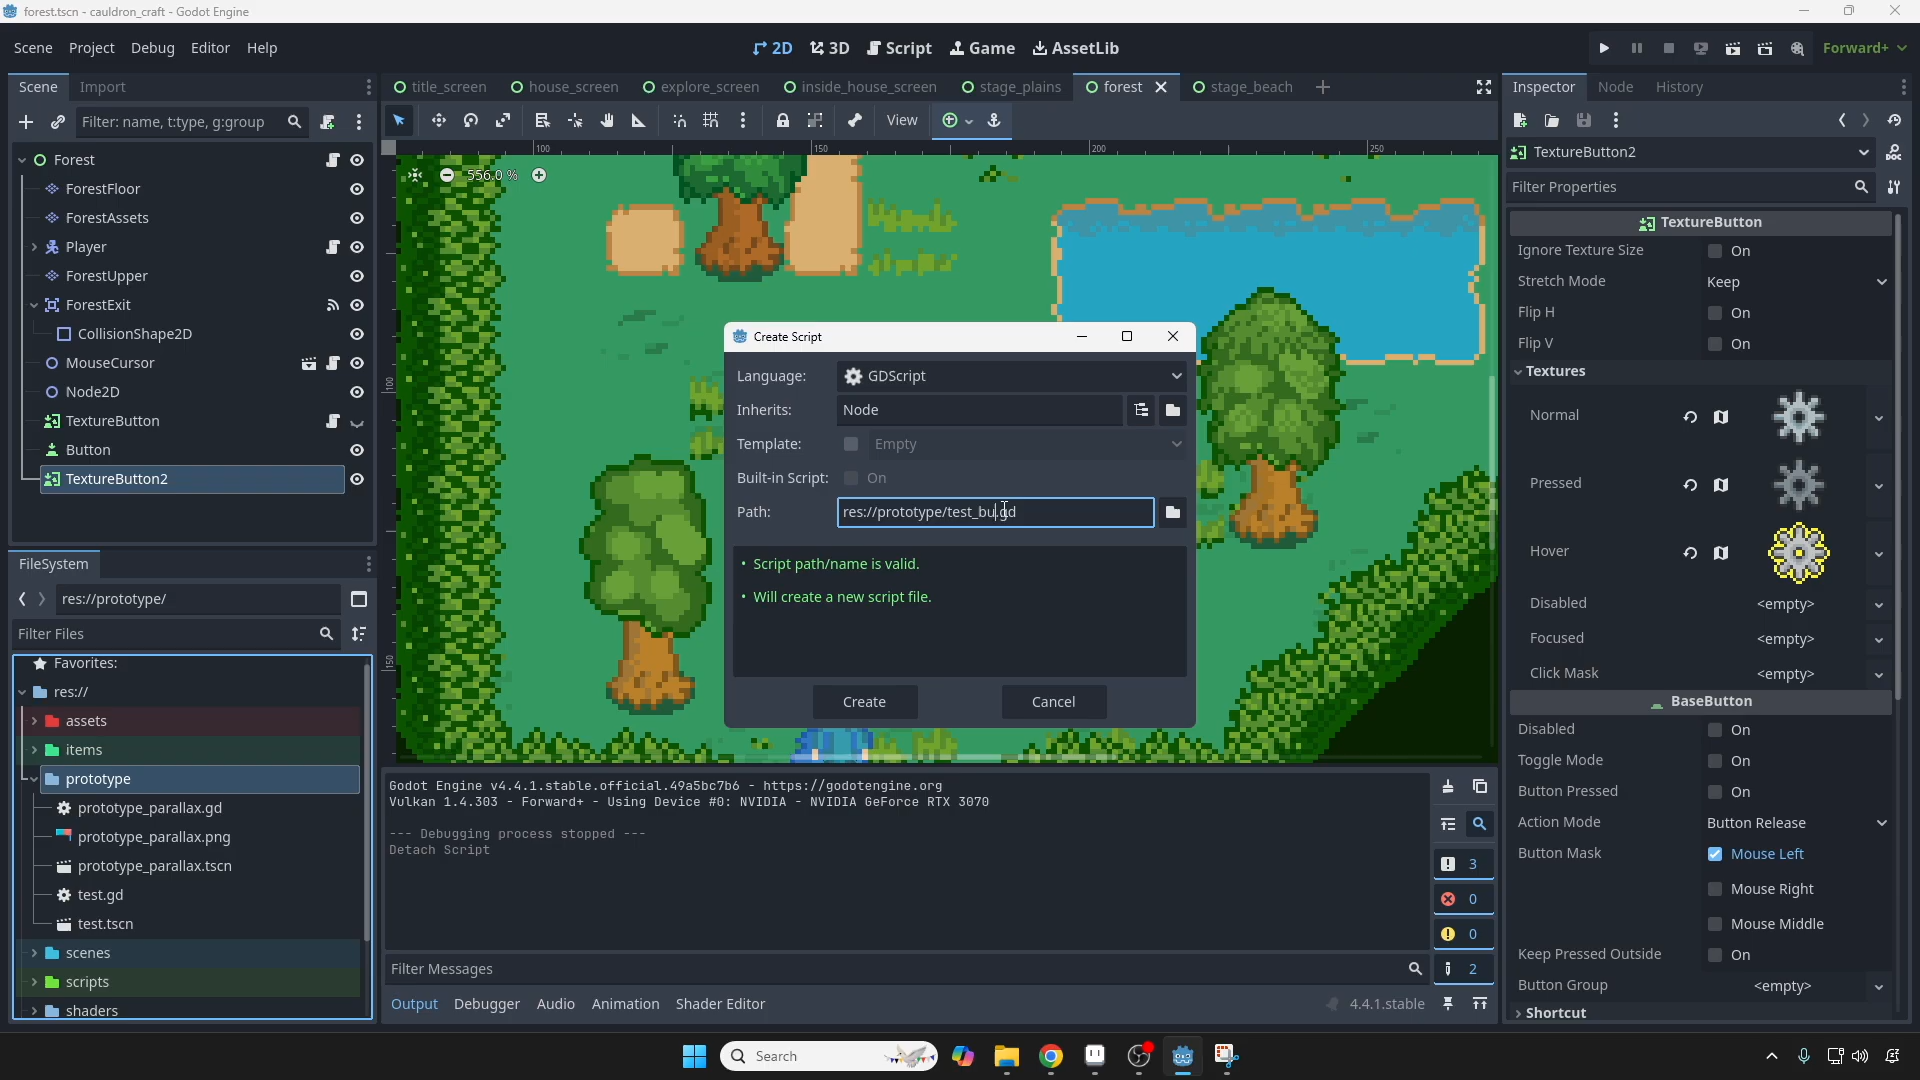 forest.tscn - cauldron_craft - Godot Engine
Scene Project Debug Editor Help
2D 3D Script Game AssetLib
Forward+
Scene Import
title_screen house_screen explore_screen inside_house_screen stage_plains forest stage_beach
Inspector Node History
Filter: name, t:type, g:group
View
TextureButton2
Filter Properties
100 150 200 250
556.0 %
100
150
Forest
ForestFloor
ForestAssets
Player
ForestUpper
ForestExit
CollisionShape2D
MouseCursor
Node2D
TextureButton
Button
TextureButton2
FileSystem
res://prototype/
Filter Files
Favorites:
res://
assets
items
prototype
prototype_parallax.gd
prototype_parallax.png
prototype_parallax.tscn
test.gd
test.tscn
scenes
scripts
shaders
Create Script
Language: GDScript
Inherits: Node
Template: Empty
Built-in Script: On
Path: res://prototype/test_bu.gd
• Script path/name is valid.
• Will create a new script file.
Create Cancel
Godot Engine v4.4.1.stable.official.49a5bc7b6 - https://godotengine.org
Vulkan 1.4.303 - Forward+ - Using Device #0: NVIDIA - NVIDIA GeForce RTX 3070
--- Debugging process stopped ---
Detach Script
3
0
0
2
Filter Messages
Output Debugger Audio Animation Shader Editor
4.4.1.stable
TextureButton
Ignore Texture Size On
Stretch Mode Keep
Flip H On
Flip V On
Textures
Normal
Pressed
Hover
Disabled <empty>
Focused <empty>
Click Mask <empty>
BaseButton
Disabled On
Toggle Mode On
Button Pressed On
Action Mode Button Release
Button Mask Mouse Left
Mouse Right
Mouse Middle
Keep Pressed Outside On
Button Group <empty>
Shortcut
Search